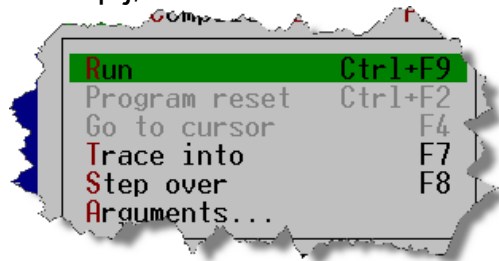 Run Ctrl+F9
Program reset Ctrl+F2
Go to cursor F4
Trace into F7
Step over F8
Arguments...